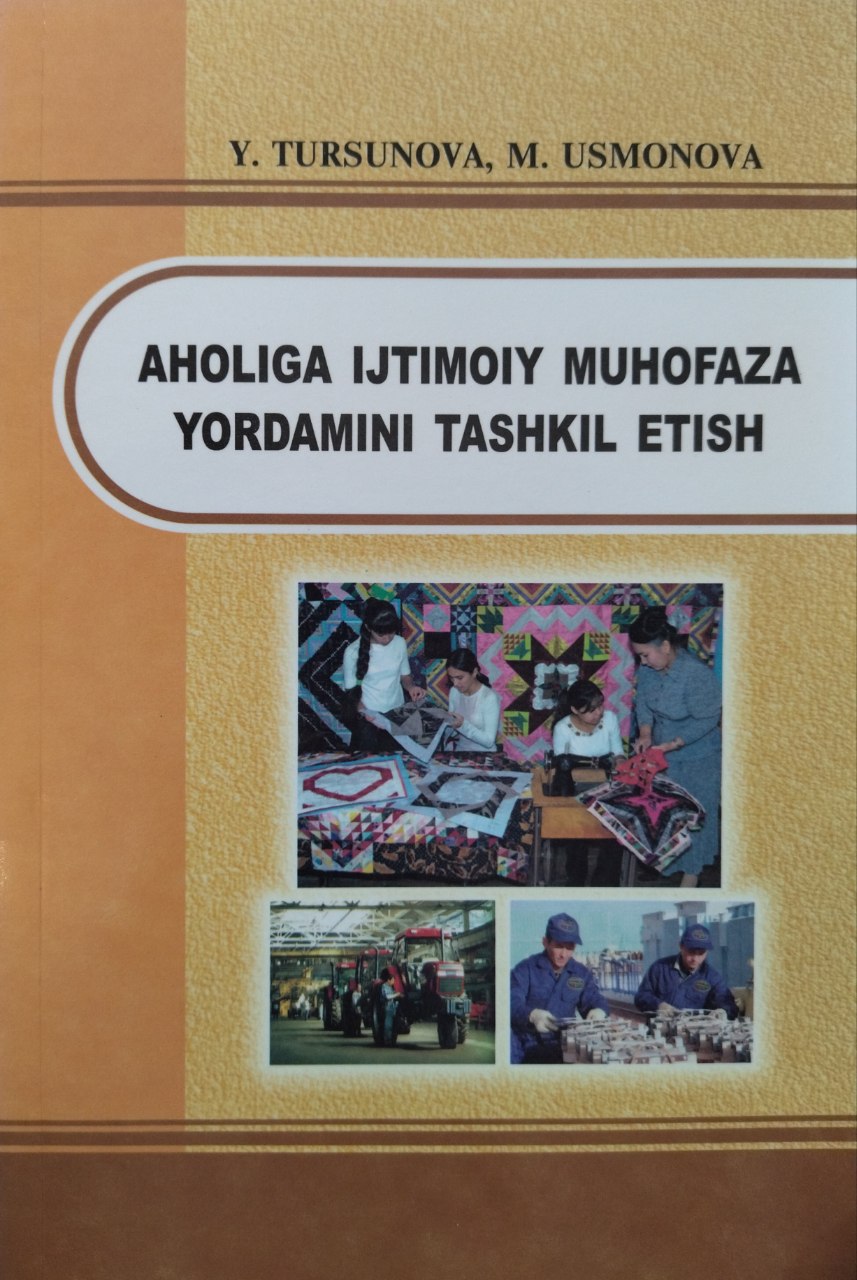 Y. TURSUNOVA, M. USMONOVA
AHOLIGA IJTIMOIY MUHOFAZA
YORDAMINI TASHKIL ETISH